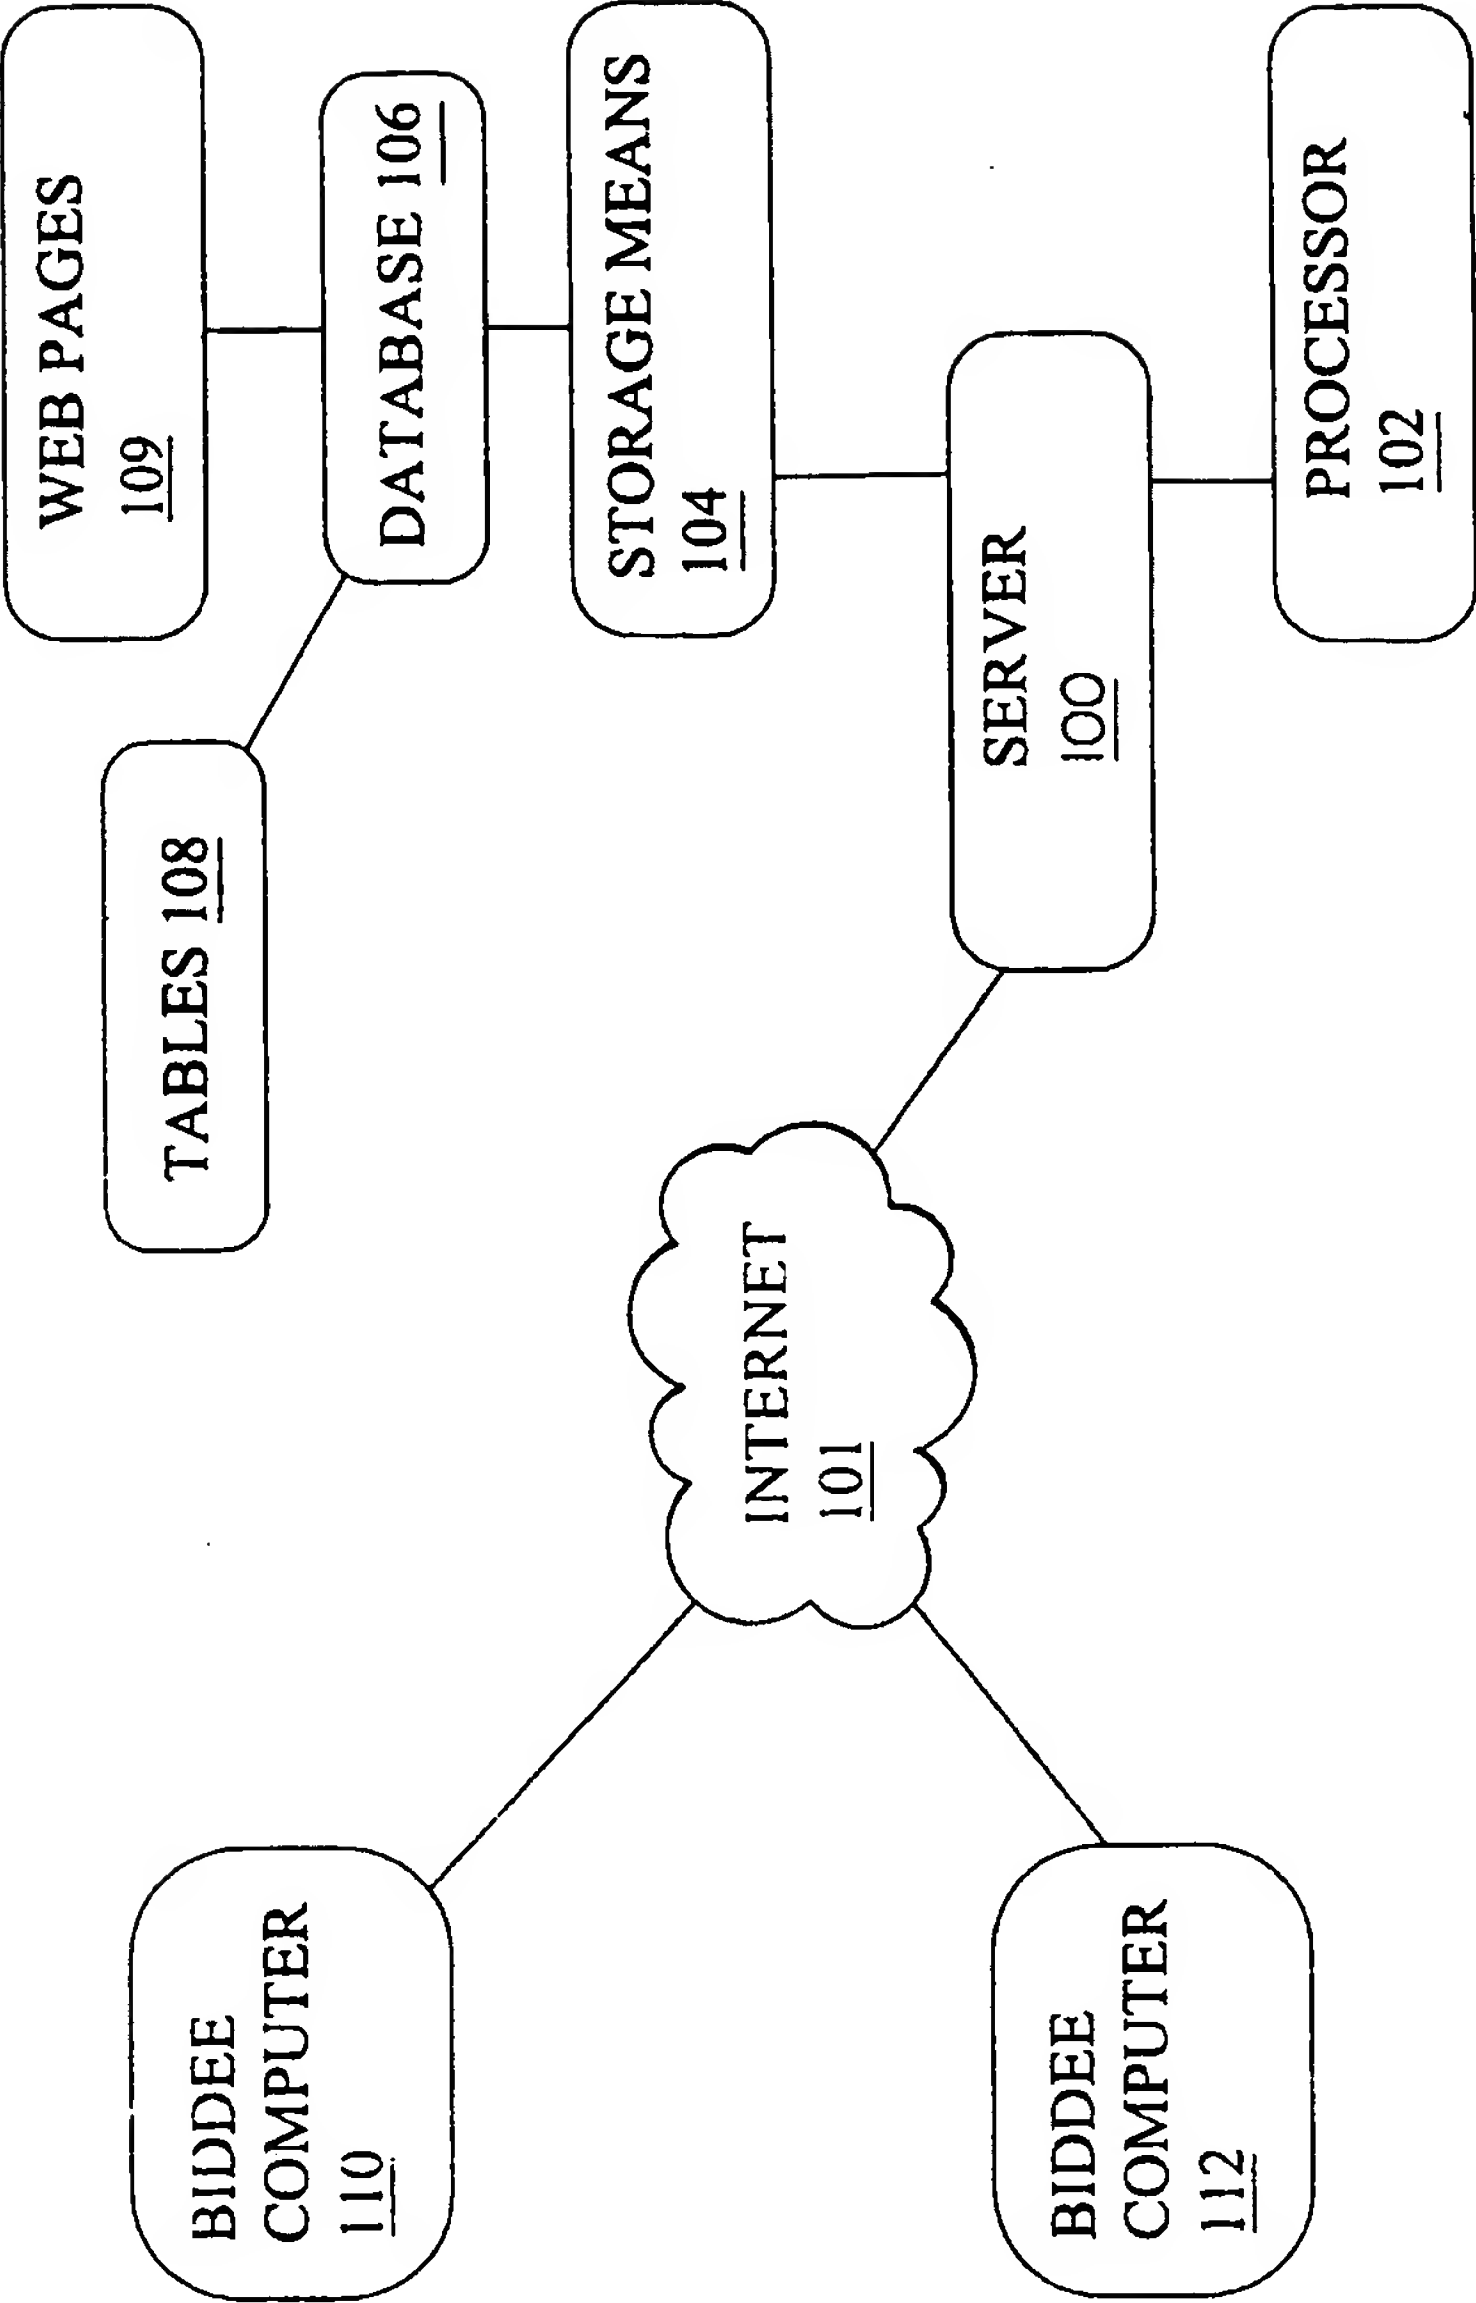 WEB PAGES
109
TABLES 108
DATABASE 106
STORAGE MEANS
104
SERVER
100
PROCESSOR
102
INTERNET
101
BIDDEE
COMPUTER
110
BIDDEE
COMPUTER
112